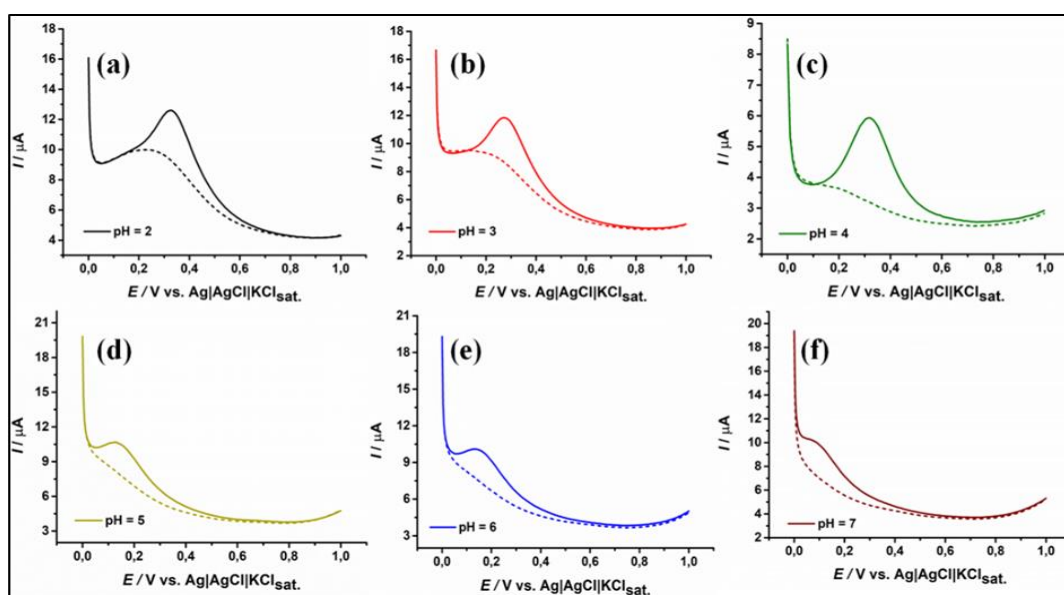 (a)
18
16
14
12
10
8
6
4
I / μA
pH = 2
0,0 0,2 0,4 0,6 0,8 1,0
E / V vs. Ag|AgCl|KClsat.
(b)
18
16
14
12
10
8
6
4
2
I / μA
pH = 3
0,0 0,2 0,4 0,6 0,8 1,0
E / V vs. Ag|AgCl|KClsat.
(c)
9
8
7
6
5
4
3
2
I / μA
pH = 4
0,0 0,2 0,4 0,6 0,8 1,0
E / V vs. Ag|AgCl|KClsat.
(d)
21
18
15
12
9
6
3
I / μA
pH = 5
0,0 0,2 0,4 0,6 0,8 1,0
E / V vs. Ag|AgCl|KClsat.
(e)
21
18
15
12
9
6
3
I / μA
pH = 6
0,0 0,2 0,4 0,6 0,8 1,0
E / V vs. Ag|AgCl|KClsat.
(f)
20
18
16
14
12
10
8
6
4
2
I / μA
pH = 7
0,0 0,2 0,4 0,6 0,8 1,0
E / V vs. Ag|AgCl|KClsat.